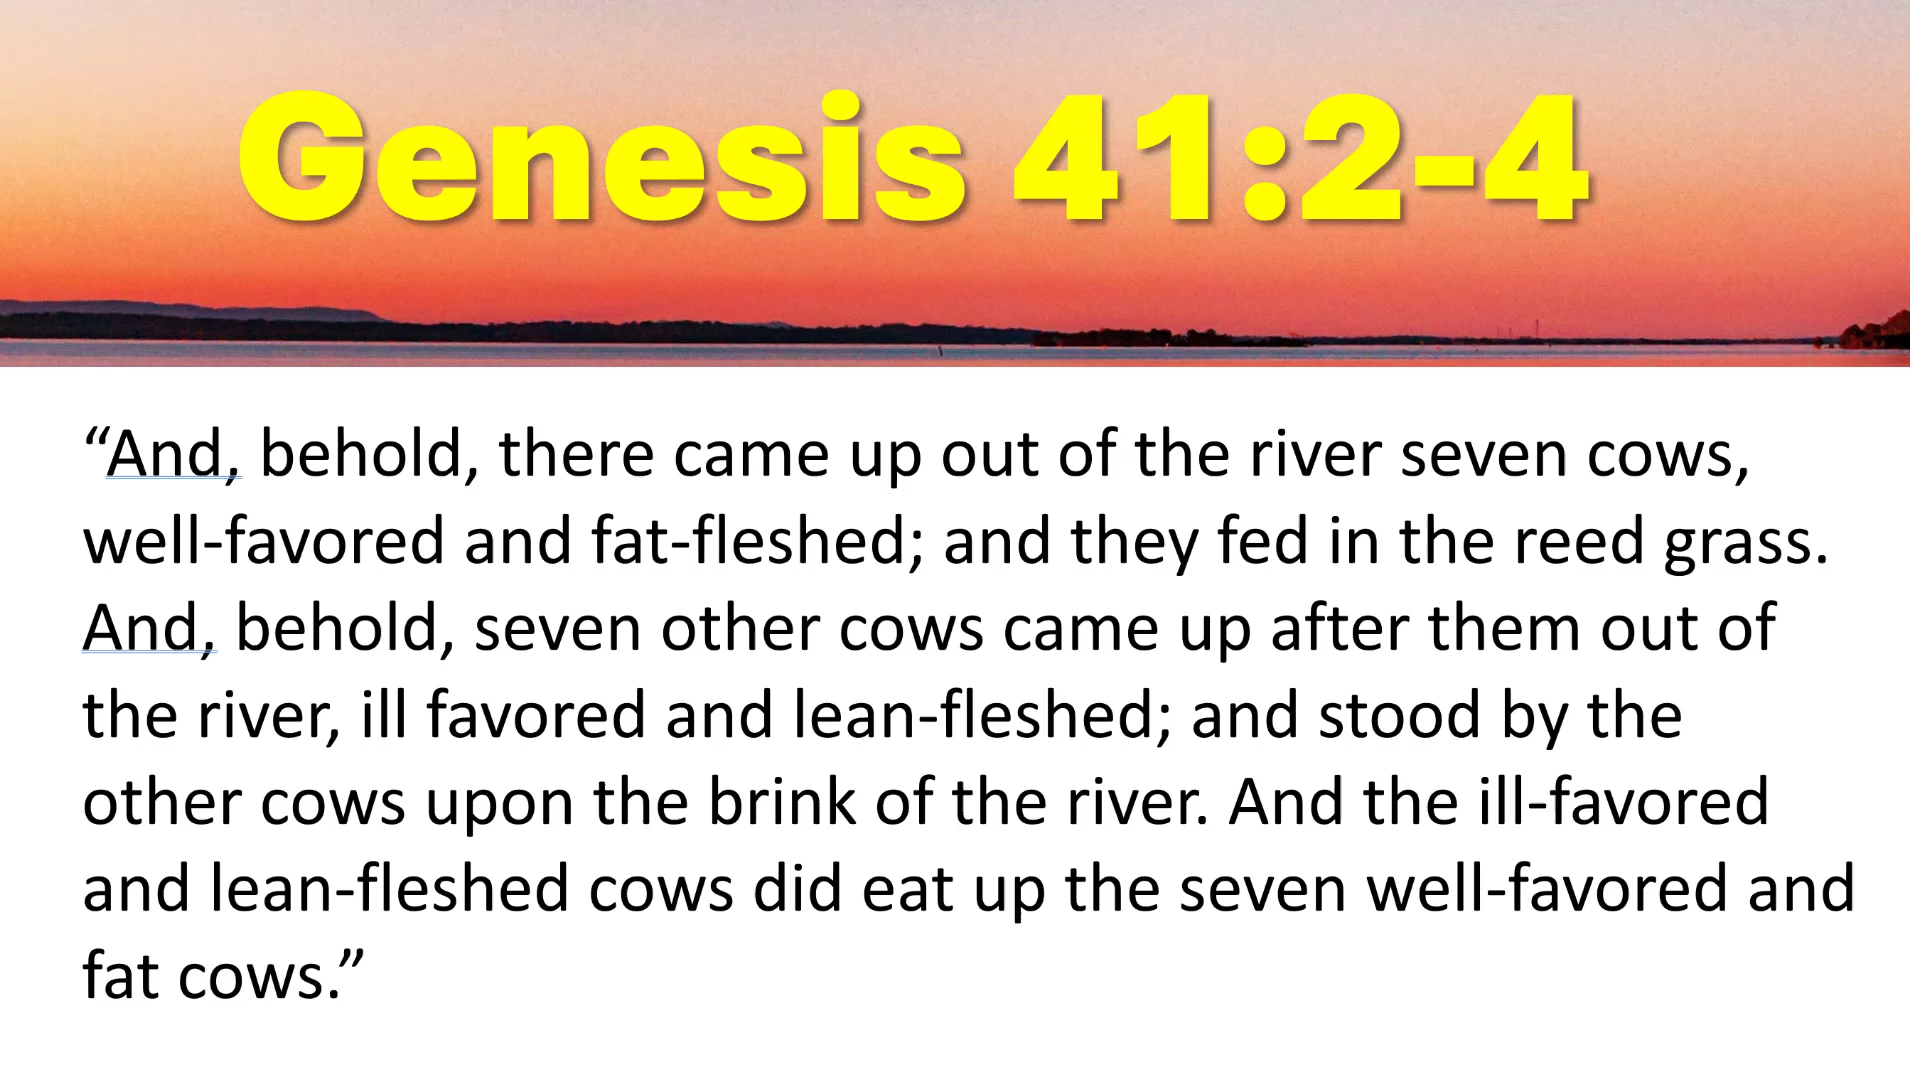 Genesis 41:2-4
“And, behold, there came up out of the river seven cows,
well-favored and fat-fleshed; and they fed in the reed grass.
And, behold, seven other cows came up after them out of
the river, ill favored and lean-fleshed; and stood by the
other cows upon the brink of the river. And the ill-favored
and lean-fleshed cows did eat up the seven well-favored and
fat cows.”